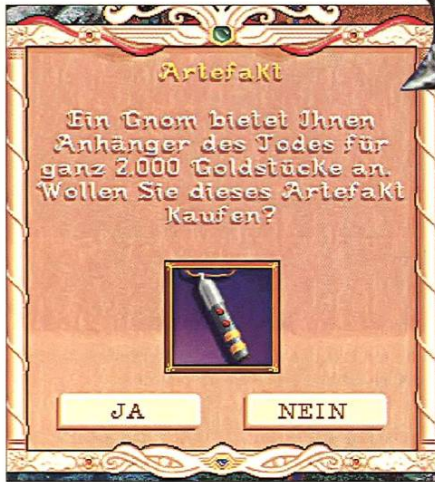 Artefakt
Ein Gnom bietet Ihnen
Anhänger des Todes für
ganz 2.000 Goldstücke an.
Wollen Sie dieses Artefakt
Kaufen?
JA
NEIN